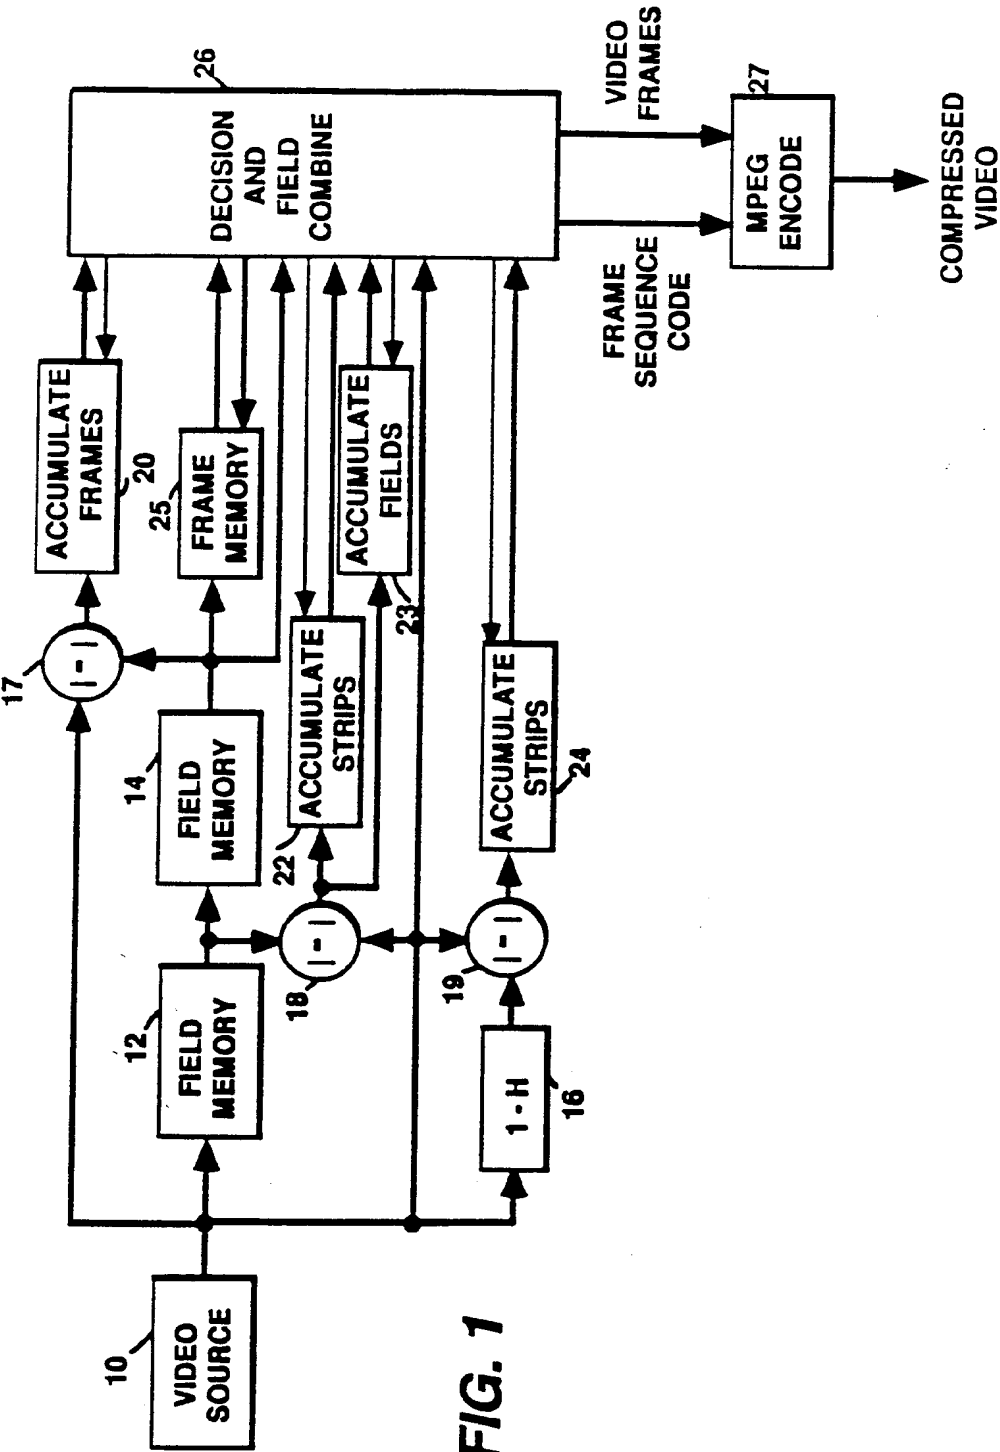 10
VIDEO
SOURCE
12
FIELD
MEMORY
14
FIELD
MEMORY
17
| - |
ACCUMULATE
FRAMES
20
25
FRAME
MEMORY
18
| - |
22
ACCUMULATE
STRIPS
ACCUMULATE
FIELDS
23
1 - H
16
19
| - |
ACCUMULATE
STRIPS
24
26
DECISION
AND
FIELD
COMBINE
VIDEO
FRAMES
FRAME
SEQUENCE
CODE
27
MPEG
ENCODE
COMPRESSED
VIDEO
FIG. 1